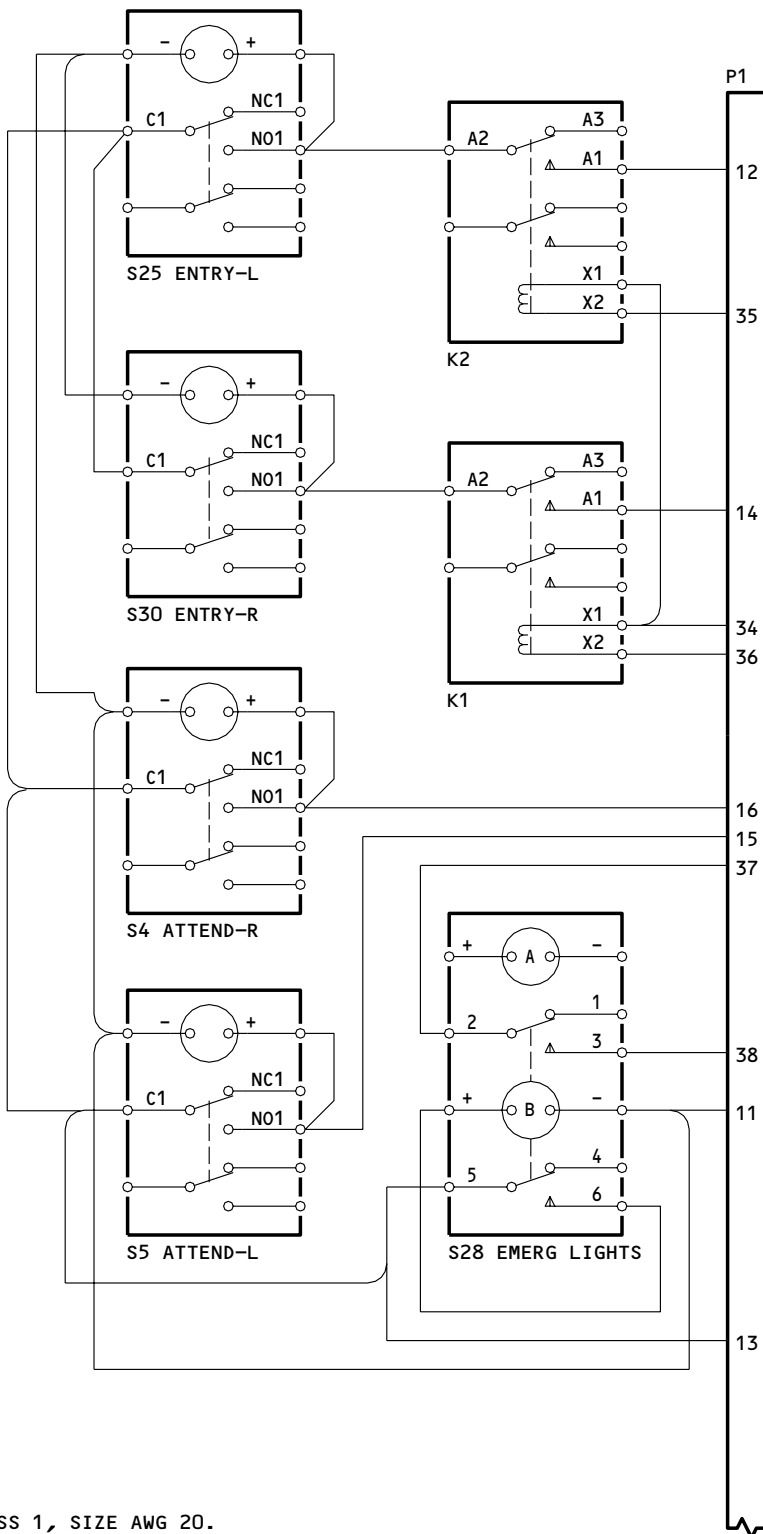 P1
- +
C1 NC1
NO1
S25 ENTRY-L
A2 A3
A1
X1
X2
K2
12
35
- +
C1 NC1
NO1
S30 ENTRY-R
A2 A3
A1
X1
X2
K1
14
34
36
- +
C1 NC1
NO1
S4 ATTEND-R
16
15
37
- +
C1 NC1
NO1
S5 ATTEND-L
+ A -
2 1
3
+ B -
5 4
6
S28 EMERG LIGHTS
38
11
13
SS 1, SIZE AWG 20.